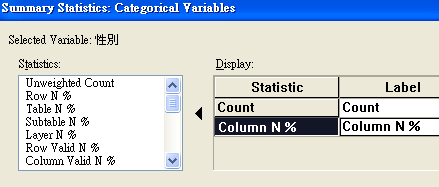 Summary Statistics: Categorical Variables
Selected Variable: 性別
Statistics:
Display:
Unweighted Count
Row N %
Table N %
Subtable N %
Layer N %
Row Valid N %
Column Valid N %
Statistic Label
Count Count
Column N % Column N %